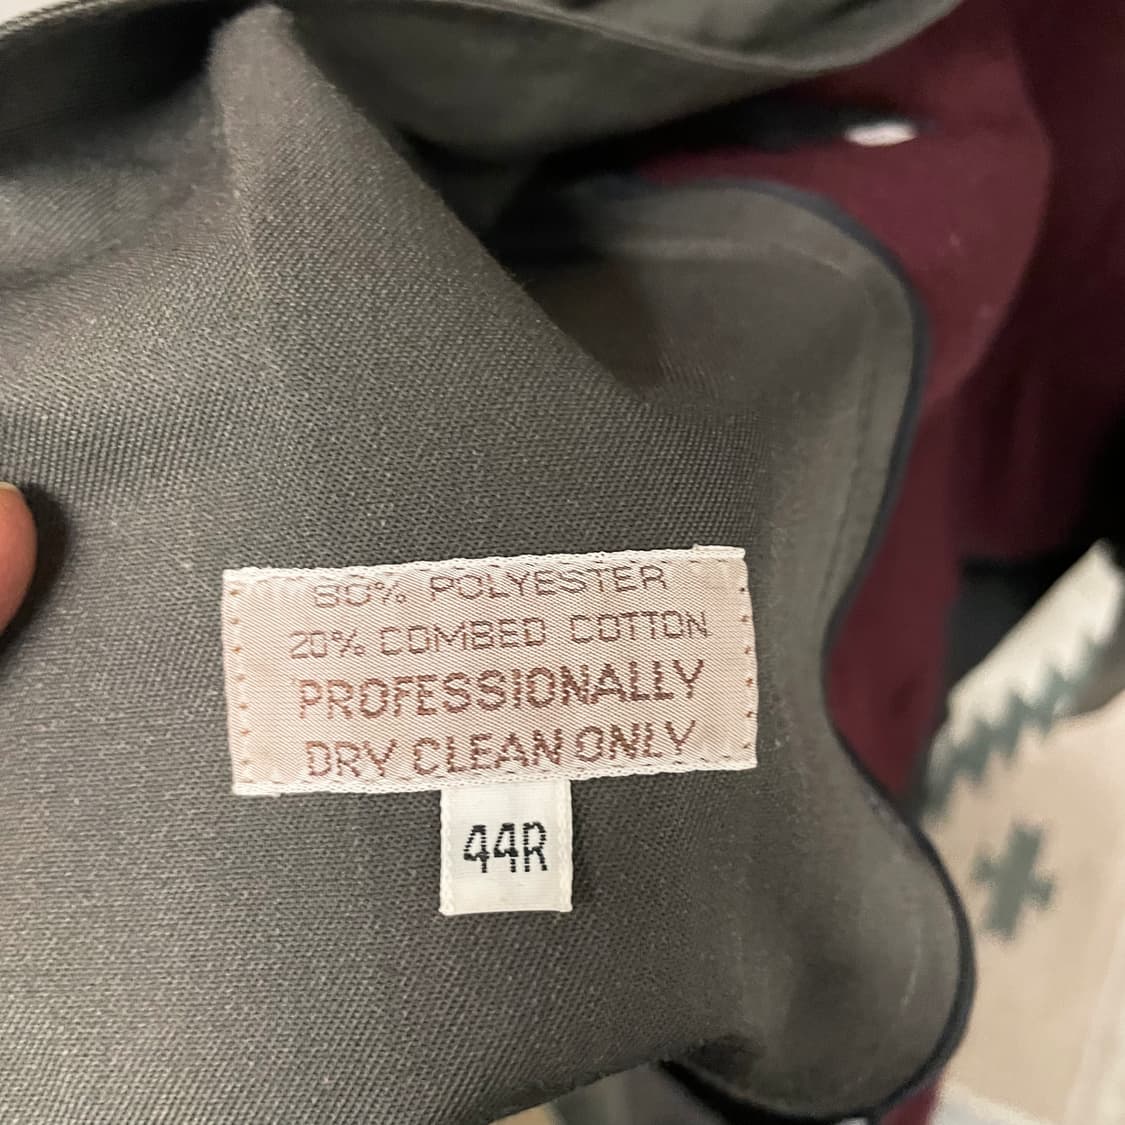 80% POLYESTER
20% COMBED COTTON
PROFESSIONALLY
DRY CLEAN ONLY
44R